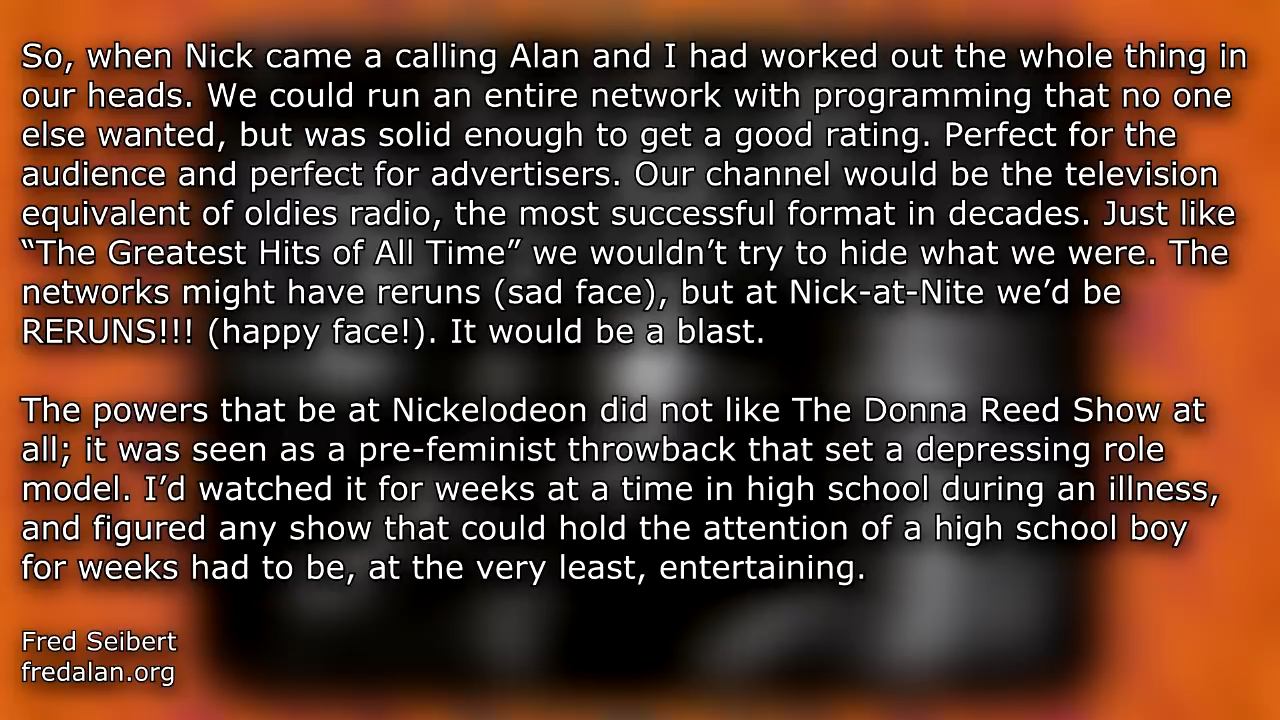 So, when Nick came a calling Alan and I had worked out the whole thing in
our heads. We could run an entire network with programming that no one
else wanted, but was solid enough to get a good rating. Perfect for the
audience and perfect for advertisers. Our channel would be the television
equivalent of oldies radio, the most successful format in decades. Just like
“The Greatest Hits of All Time” we wouldn’t try to hide what we were. The
networks might have reruns (sad face), but at Nick-at-Nite we’d be
RERUNS!!! (happy face!). It would be a blast.
The powers that be at Nickelodeon did not like The Donna Reed Show at
all; it was seen as a pre-feminist throwback that set a depressing role
model. I’d watched it for weeks at a time in high school during an illness,
and figured any show that could hold the attention of a high school boy
for weeks had to be, at the very least, entertaining.
Fred Seibert
fredalan.org